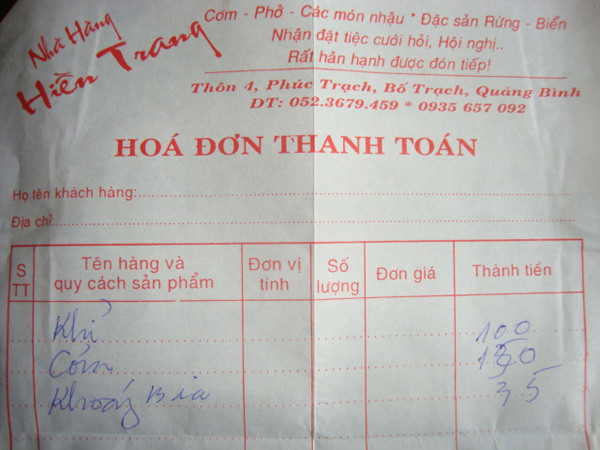 Nhà Hàng
Hiền Trang
Cơm - Phở - Các món nhậu * Đặc sản Rừng - Biển
Nhận đặt tiệc cưới hỏi, Hội nghị..
Rất hân hạnh được đón tiếp!
Thôn 4, Phúc Trạch, Bố Trạch, Quảng Bình
DT: 052.3679.459 * 0935 657 092
HOÁ ĐƠN THANH TOÁN
Họ tên khách hàng:
Địa chỉ:
S TT Tên hàng và quy cách sản phẩm Đơn vị tính Số lượng Đơn giá Thành tiền
Khỉ 100
Cơm
Khoáng Bia 35